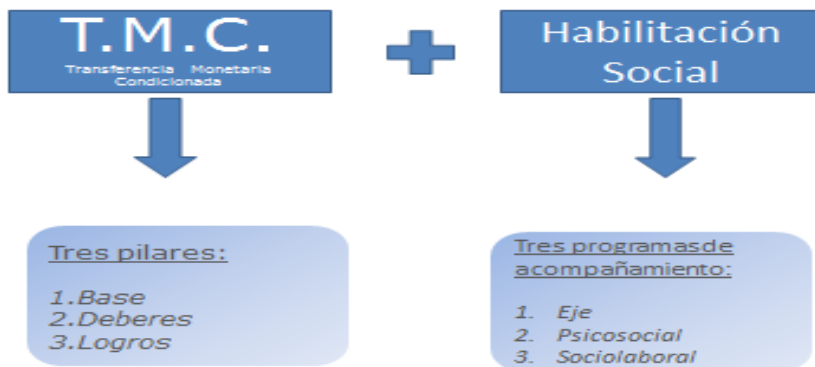 T.M.C.
Transferencia Monetaria
Condicionada
Habilitación
Social
Tres pilares:
1.Base
2.Deberes
3.Logros
Tres programasde
acompañamiento:
1. Eje
2. Psicosocial
3. Sociolaboral